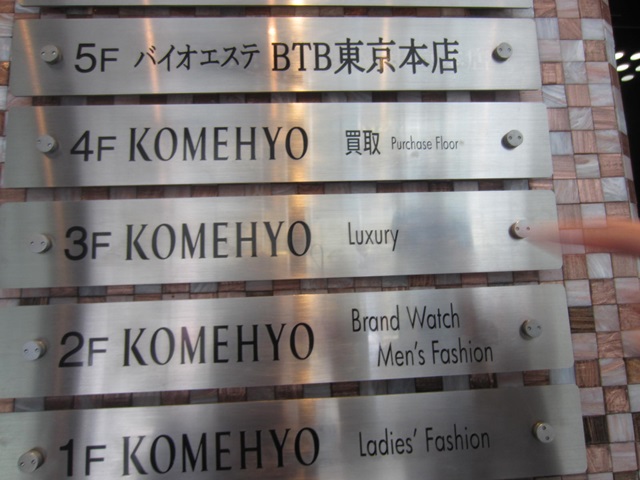 5F バイオエステ BTB東京本店
4F KOMEHYO 買取 Purchase Floor
3F KOMEHYO Luxury
2F KOMEHYO Brand Watch
Men's Fashion
1F KOMEHYO Ladies' Fashion